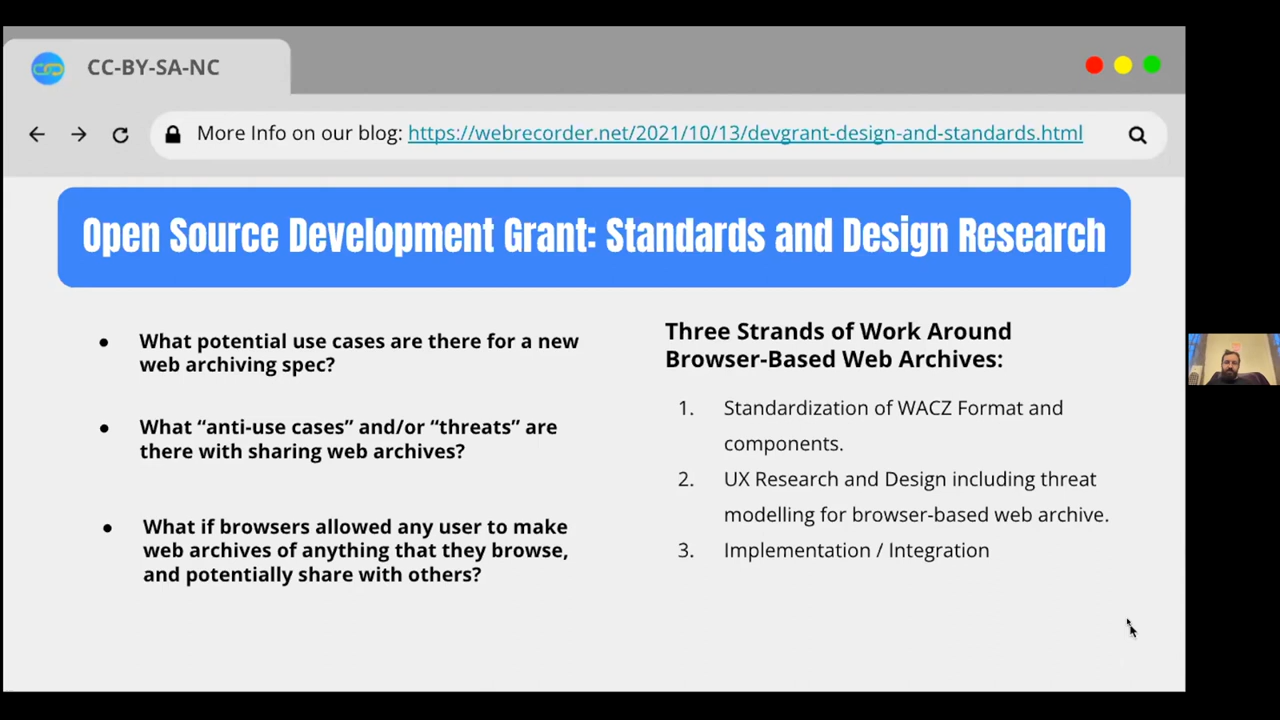 CC-BY-SA-NC
More Info on our blog: https://webrecorder.net/2021/10/13/devgrant-design-and-standards.html
Open Source Development Grant: Standards and Design Research
• What potential use cases are there for a new
web archiving spec?
• What “anti-use cases” and/or “threats” are
there with sharing web archives?
• What if browsers allowed any user to make
web archives of anything that they browse,
and potentially share with others?
Three Strands of Work Around
Browser-Based Web Archives:
1. Standardization of WACZ Format and
components.
2. UX Research and Design including threat
modelling for browser-based web archive.
3. Implementation / Integration